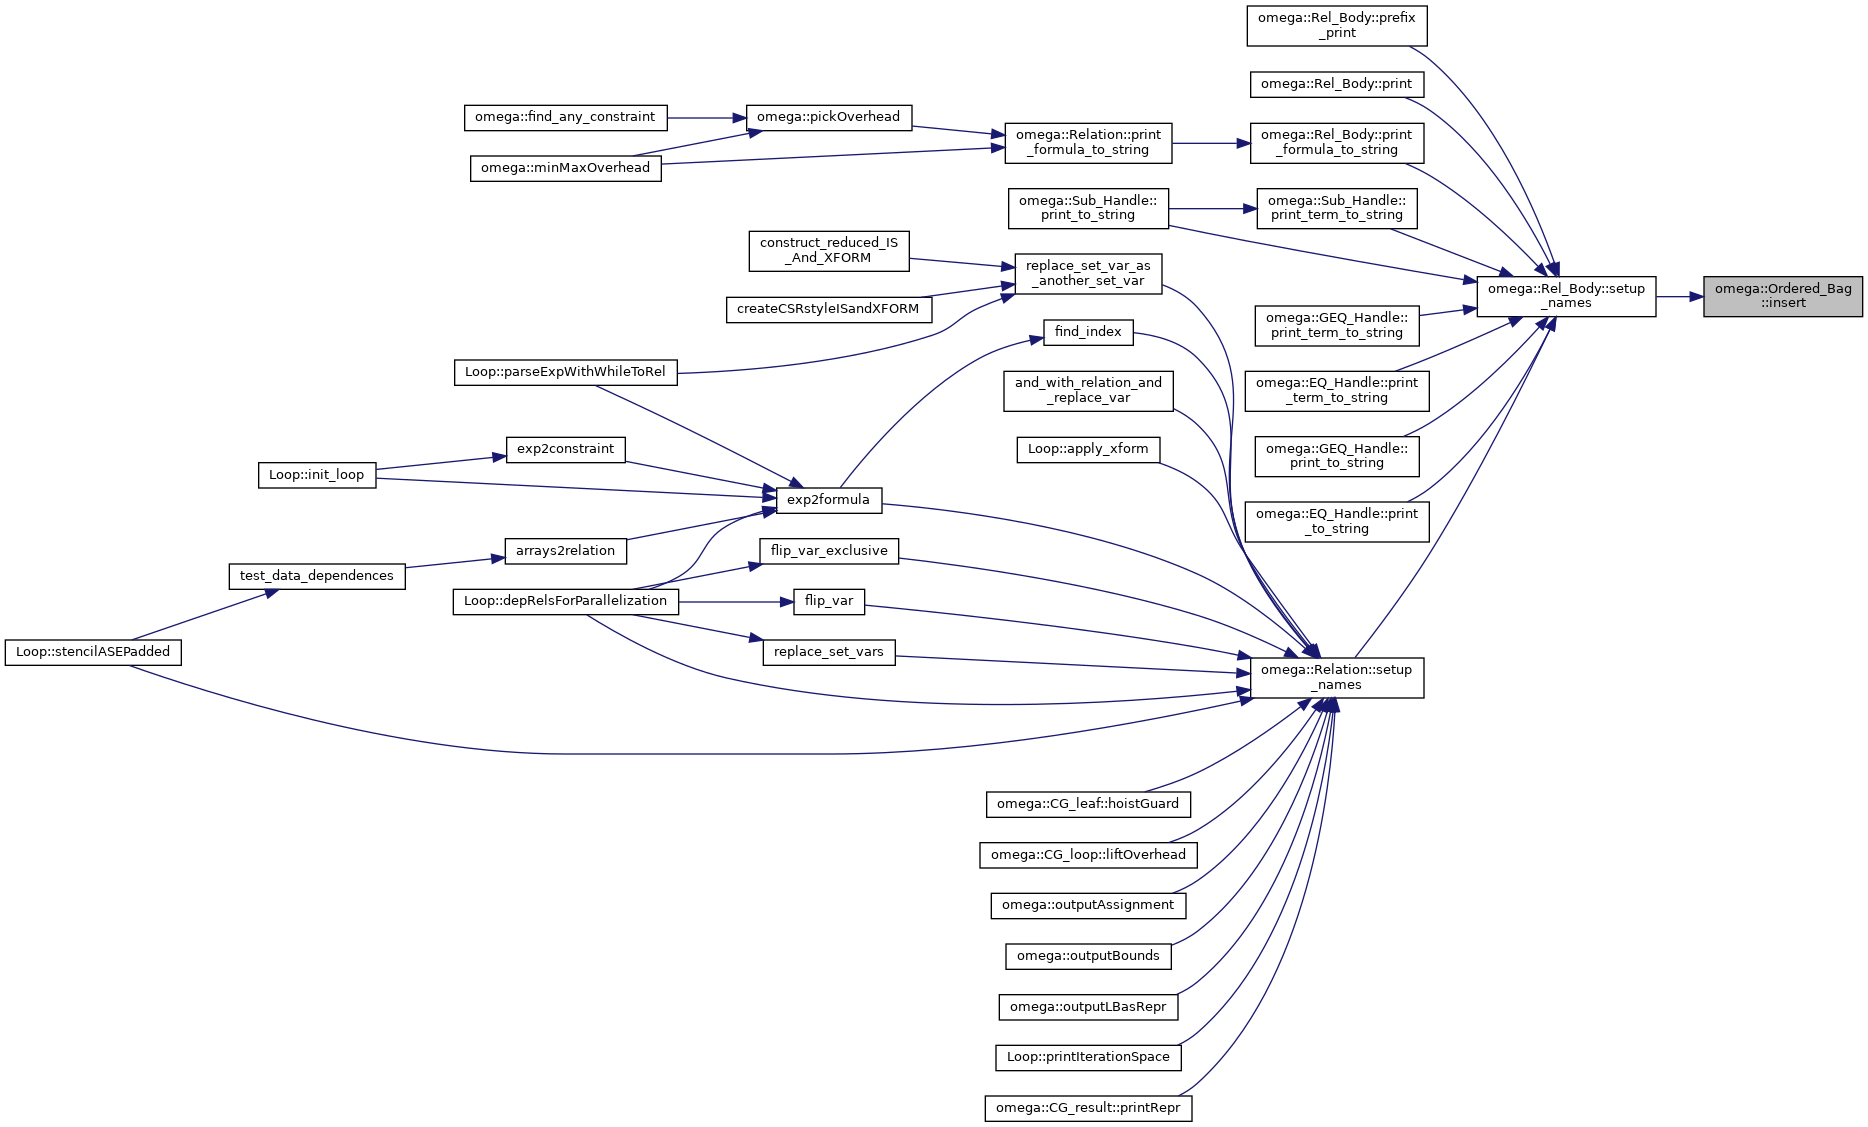 omega::Rel_Body::prefix
_print
omega::Rel_Body::print
omega::find_any_constraint
omega::pickOverhead
omega::minMaxOverhead
omega::Relation::print
_formula_to_string
omega::Rel_Body::print
_formula_to_string
omega::Sub_Handle::
print_to_string
omega::Sub_Handle::
print_term_to_string
construct_reduced_IS
_And_XFORM
replace_set_var_as
_another_set_var
createCSRstyleISandXFORM
omega::Rel_Body::setup
_names
omega::Ordered_Bag
::insert
omega::GEQ_Handle::
print_term_to_string
find_index
Loop::parseExpWithWhileToRel
and_with_relation_and
_replace_var
omega::EQ_Handle::print
_term_to_string
exp2constraint
Loop::apply_xform
omega::GEQ_Handle::
print_to_string
Loop::init_loop
exp2formula
omega::EQ_Handle::print
_to_string
arrays2relation
flip_var_exclusive
test_data_dependences
Loop::depRelsForParallelization
flip_var
Loop::stencilASEPadded
replace_set_vars
omega::Relation::setup
_names
omega::CG_leaf::hoistGuard
omega::CG_loop::liftOverhead
omega::outputAssignment
omega::outputBounds
omega::outputLBasRepr
Loop::printIterationSpace
omega::CG_result::printRepr